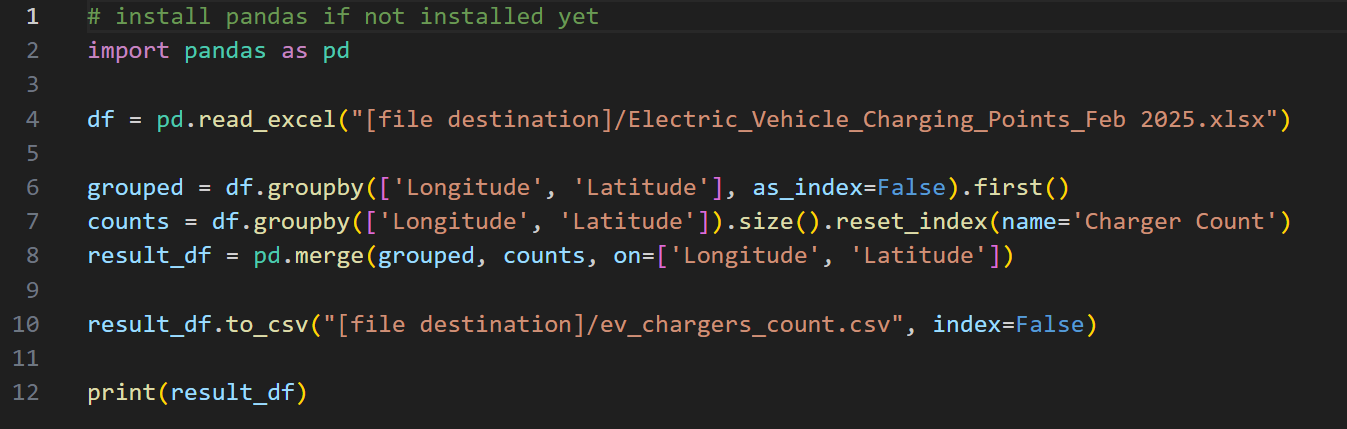 1 # install pandas if not installed yet
2 import pandas as pd
3
4 df = pd.read_excel("[file destination]/Electric_Vehicle_Charging_Points_Feb 2025.xlsx")
5
6 grouped = df.groupby(['Longitude', 'Latitude'], as_index=False).first()
7 counts = df.groupby(['Longitude', 'Latitude']).size().reset_index(name='Charger Count')
8 result_df = pd.merge(grouped, counts, on=['Longitude', 'Latitude'])
9
10 result_df.to_csv("[file destination]/ev_chargers_count.csv", index=False)
11
12 print(result_df)